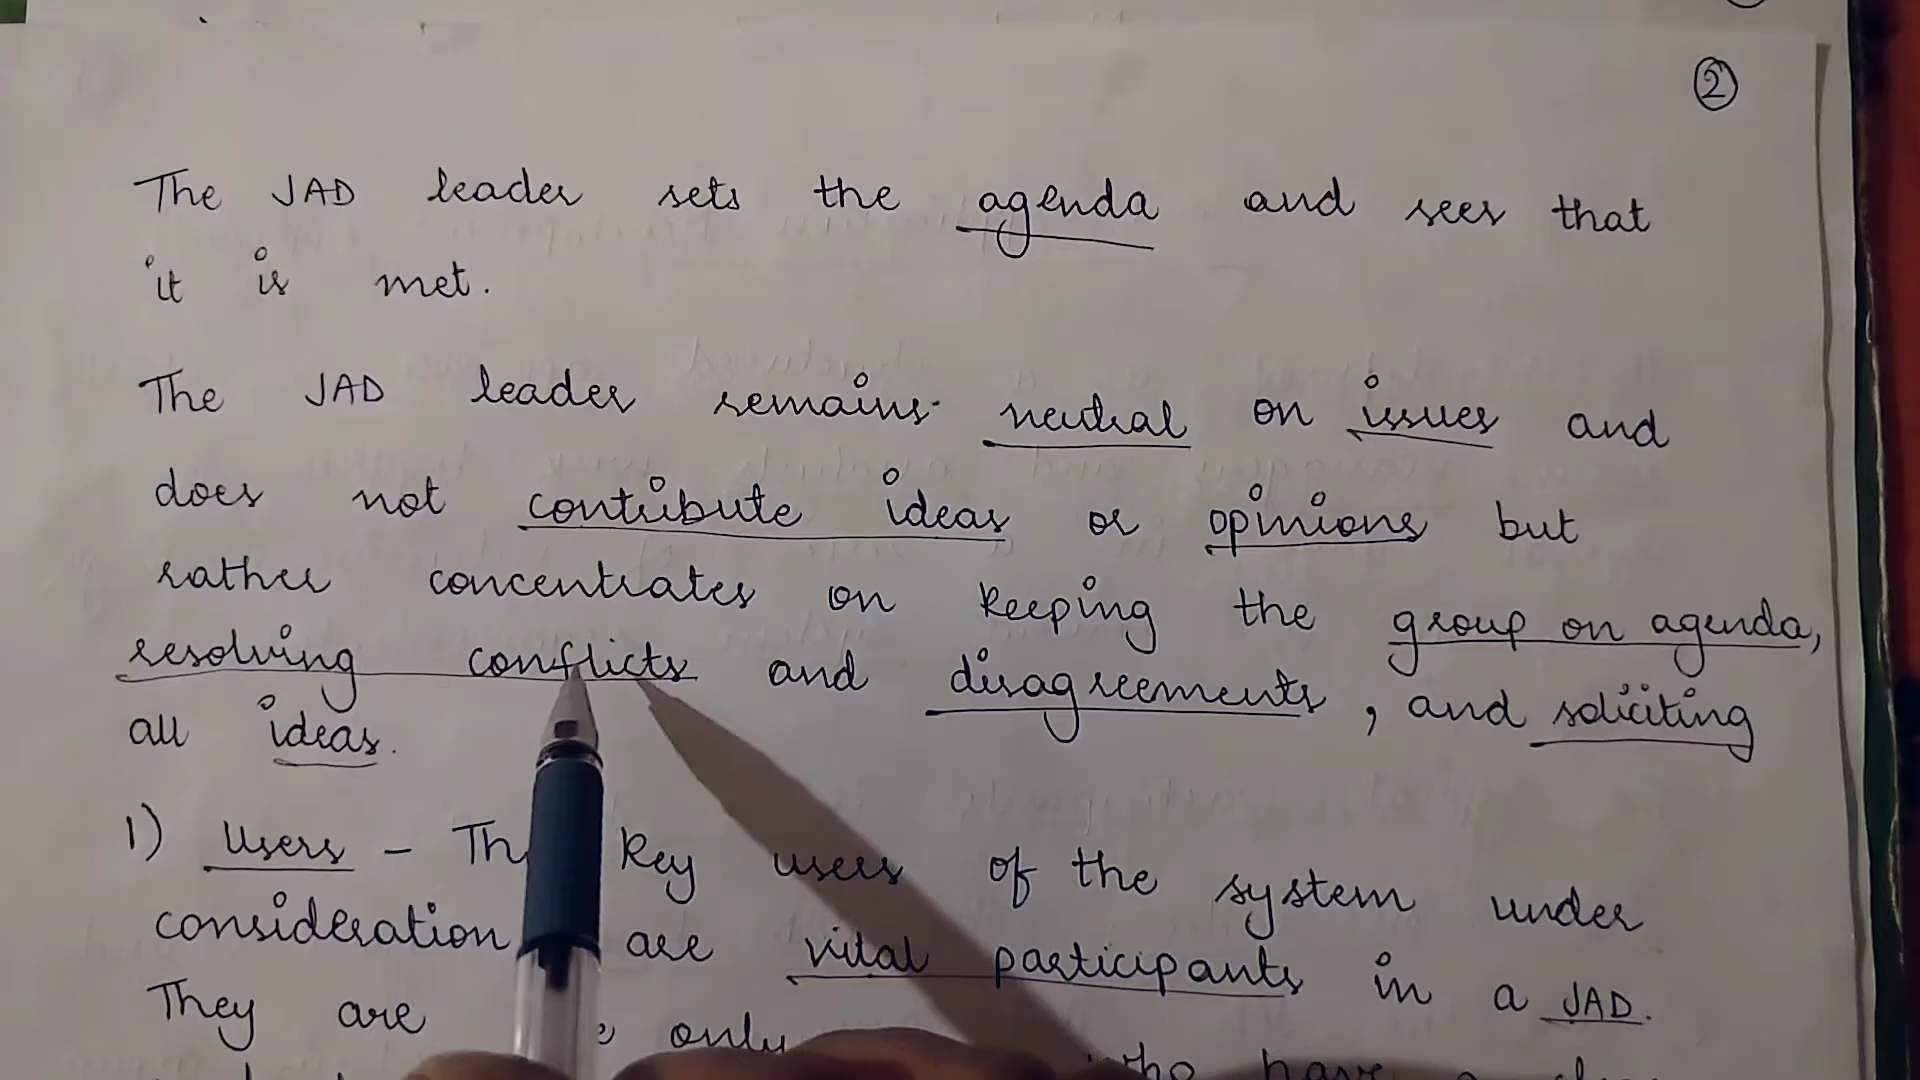 2
The JAD leader sets the agenda and sees that
it is met.
The JAD leader remains neutral on issues and
does not contribute ideas or opinions but
rather concentrates on keeping the group on agenda,
resolving conflicts and disagreements, and soliciting
all ideas.
1) Users - Th Key users of the system under
consideration are vital participants in a JAD.
They are only have a